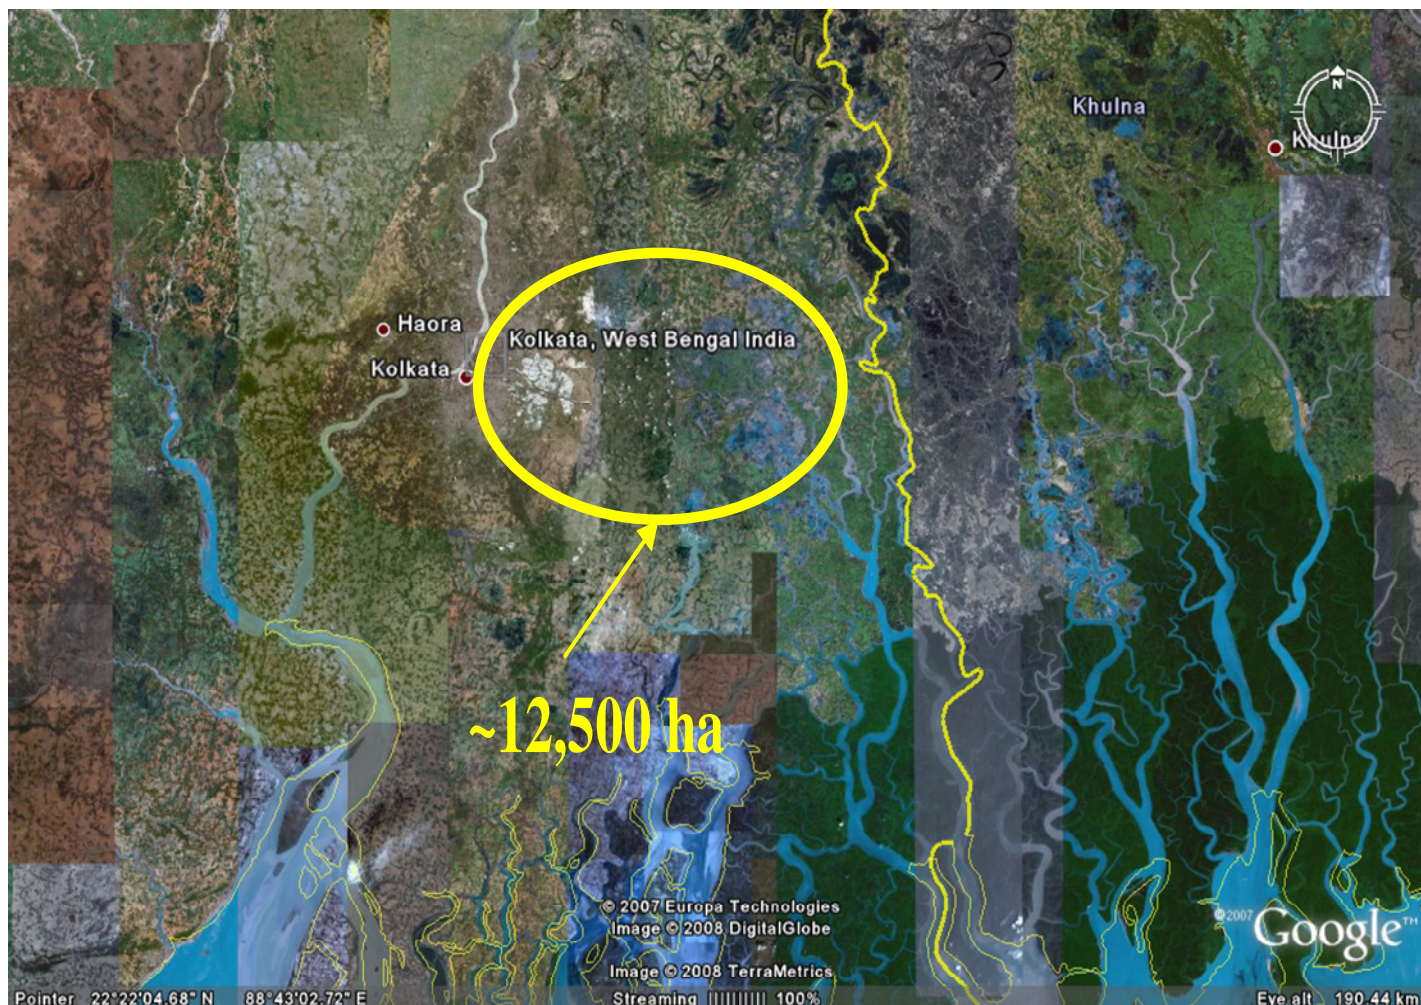 N
Khulna
Khulna
Haora
Kolkata, West Bengal India
Kolkata
~12,500 ha
© 2007 Europa Technologies
Image © 2008 DigitalGlobe
©2007 Google™
Image © 2008 TerraMetrics
Pointer 22°22'04.68" N 88°43'02.72" E Streaming |||||||||| 100% Eye alt 190.44 km